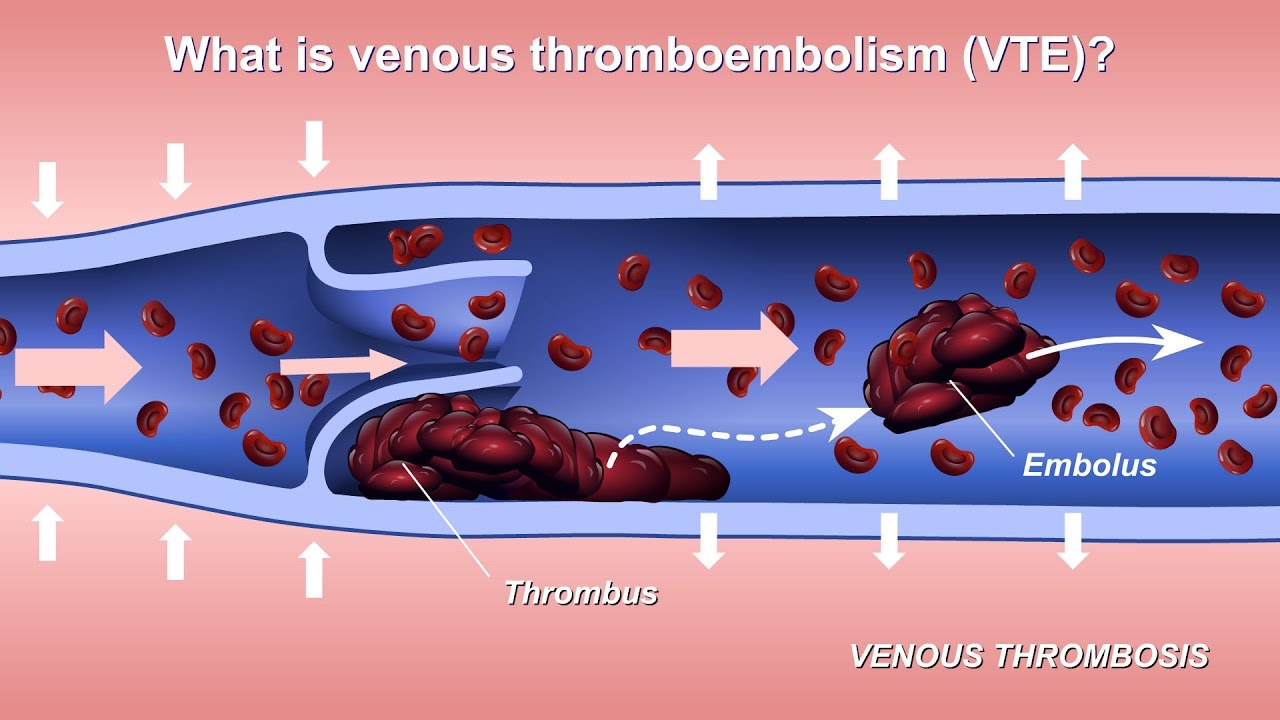 What is venous thromboembolism (VTE)?
Embolus
Thrombus
VENOUS THROMBOSIS